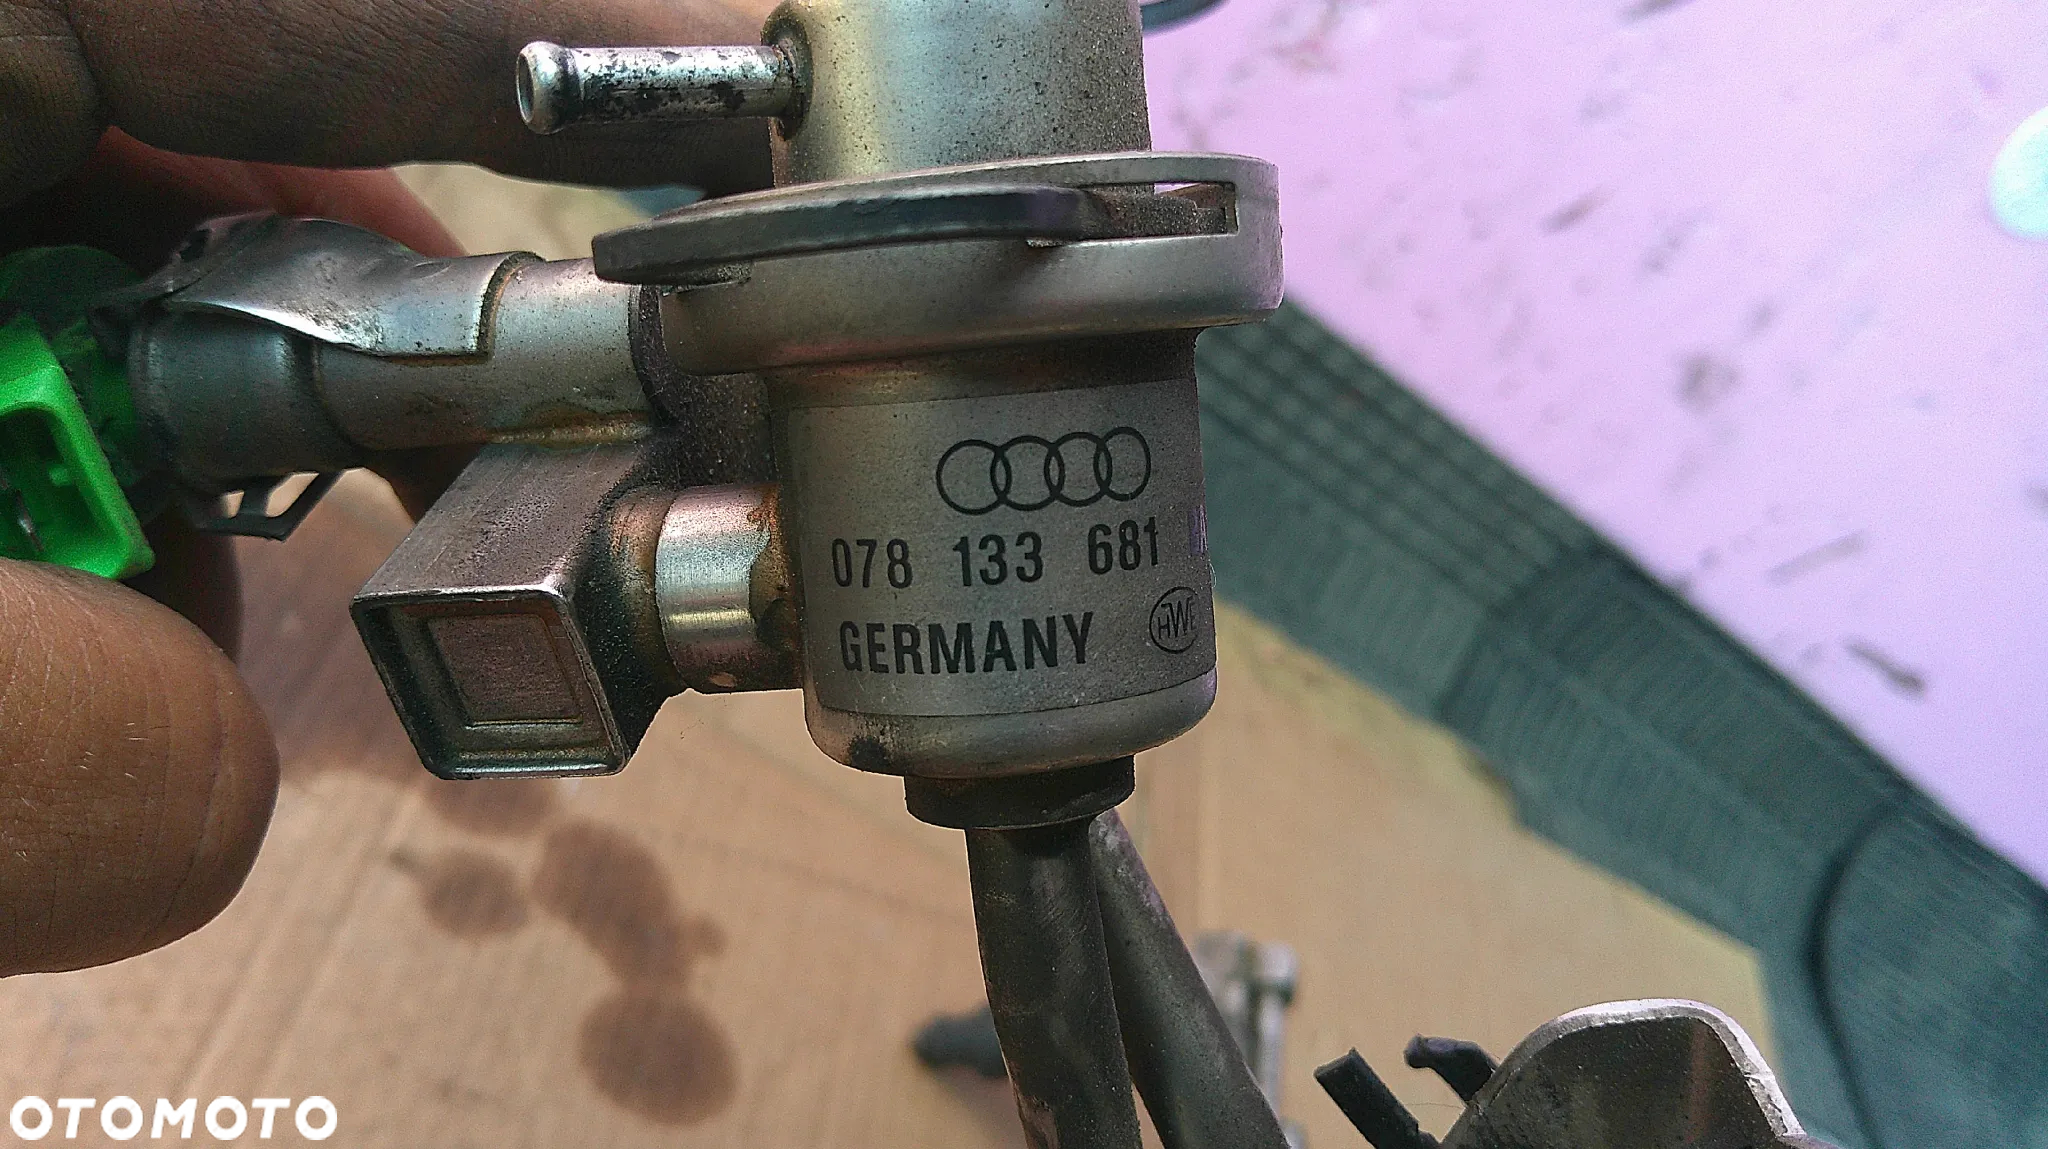 078 133 681
GERMANY
HWE
OTOMOTO